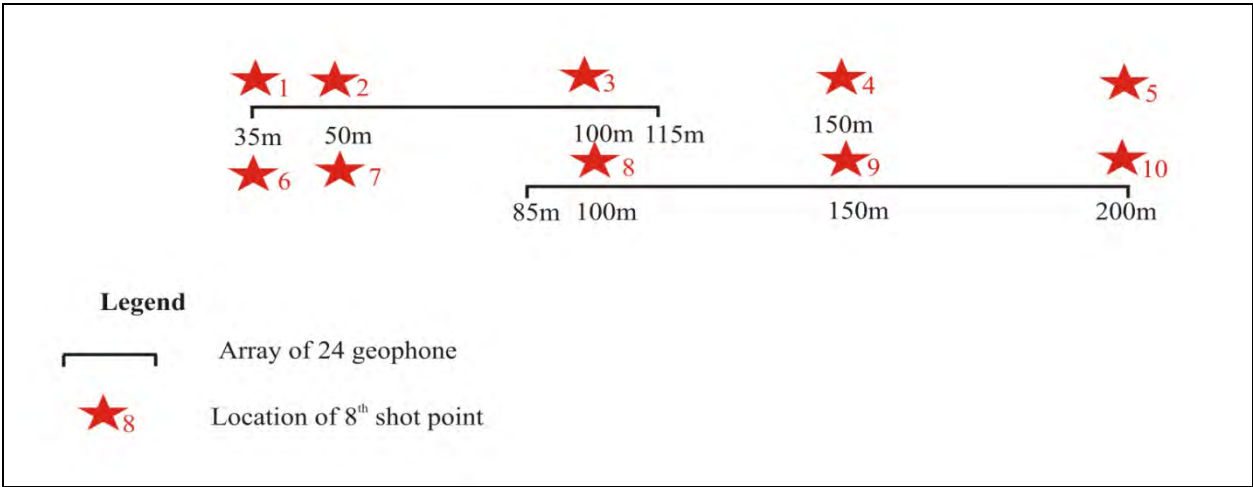 1 2 3 4 5
35m 50m 100m 115m 150m
6 7 8 9 10
85m 100m 150m 200m
Legend
Array of 24 geophone
8 Location of 8th shot point